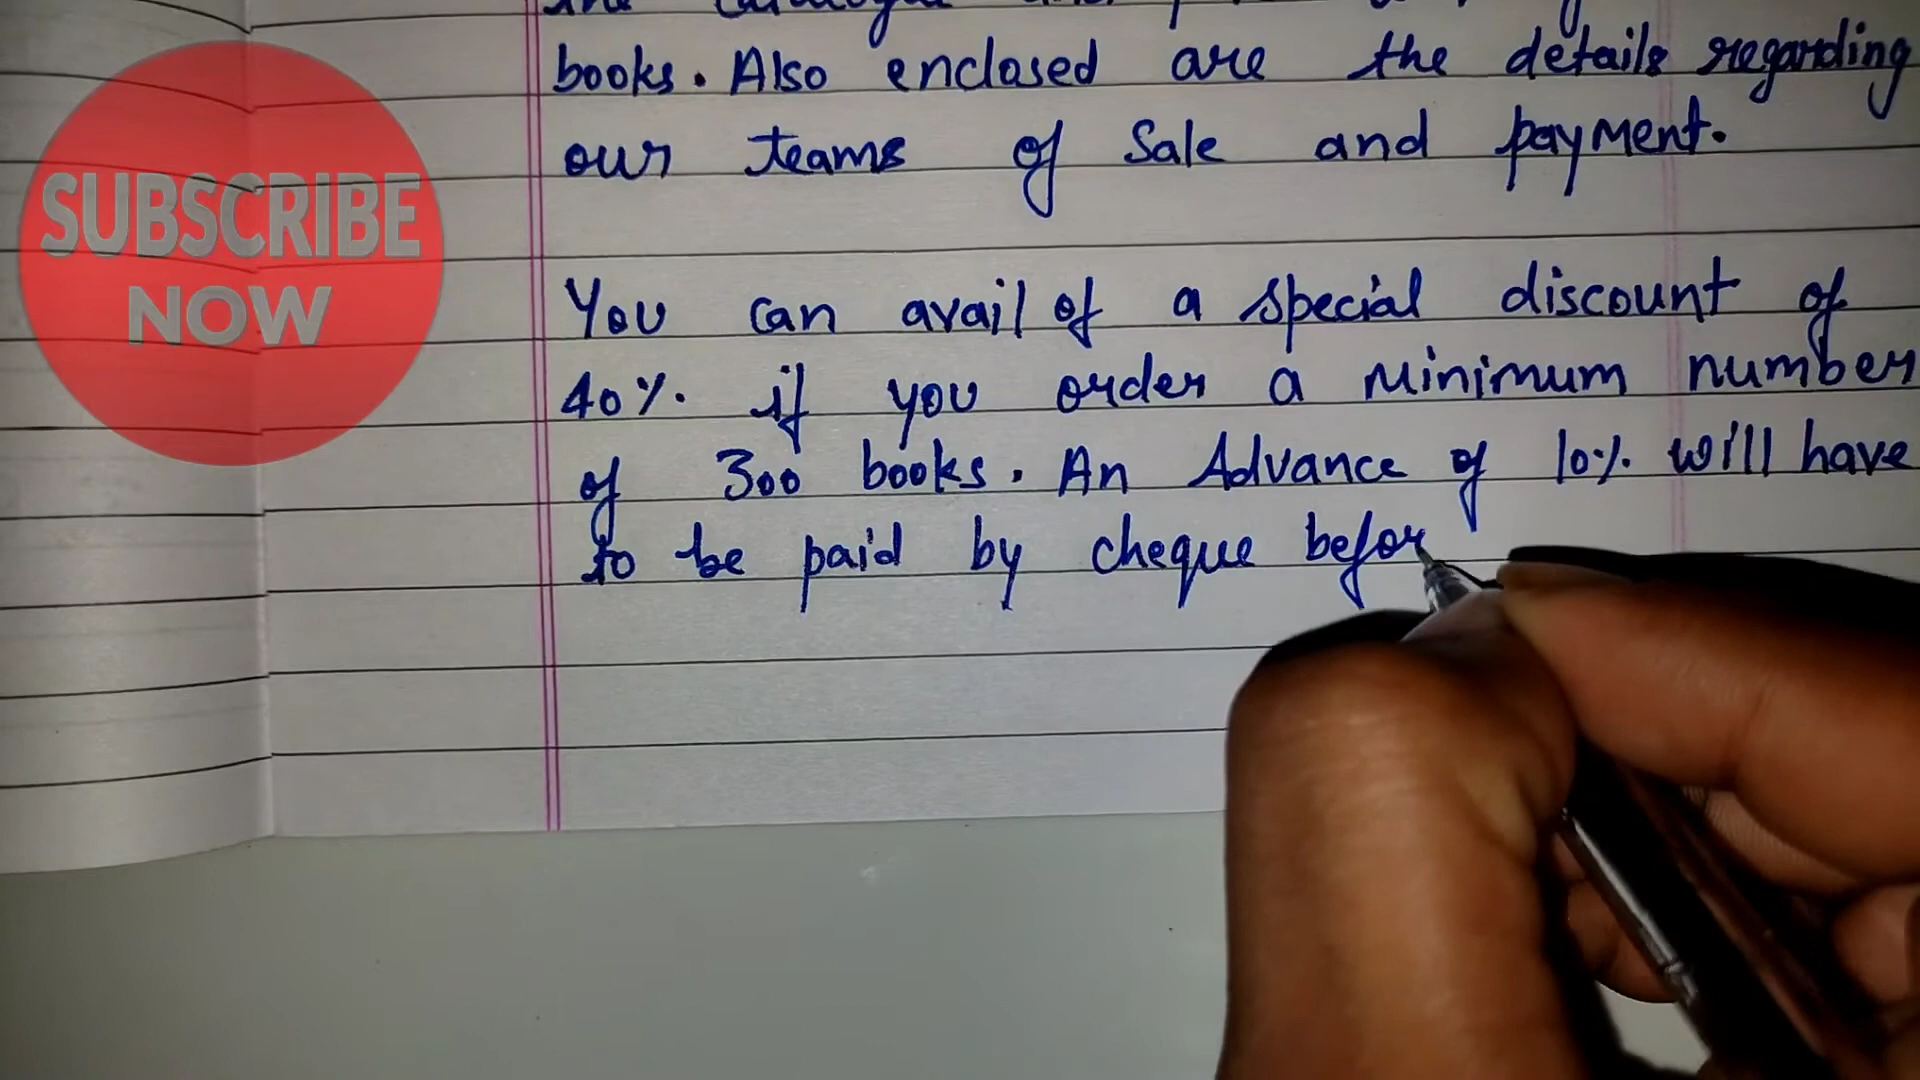 the catalogue
books. Also enclosed are the details regarding
our teams of Sale and payment.
You can avail of a special discount of
40%. if you order a minimum number
of 300 books. An Advance of 10% will have
to be paid by cheque befor
SUBSCRIBE
NOW